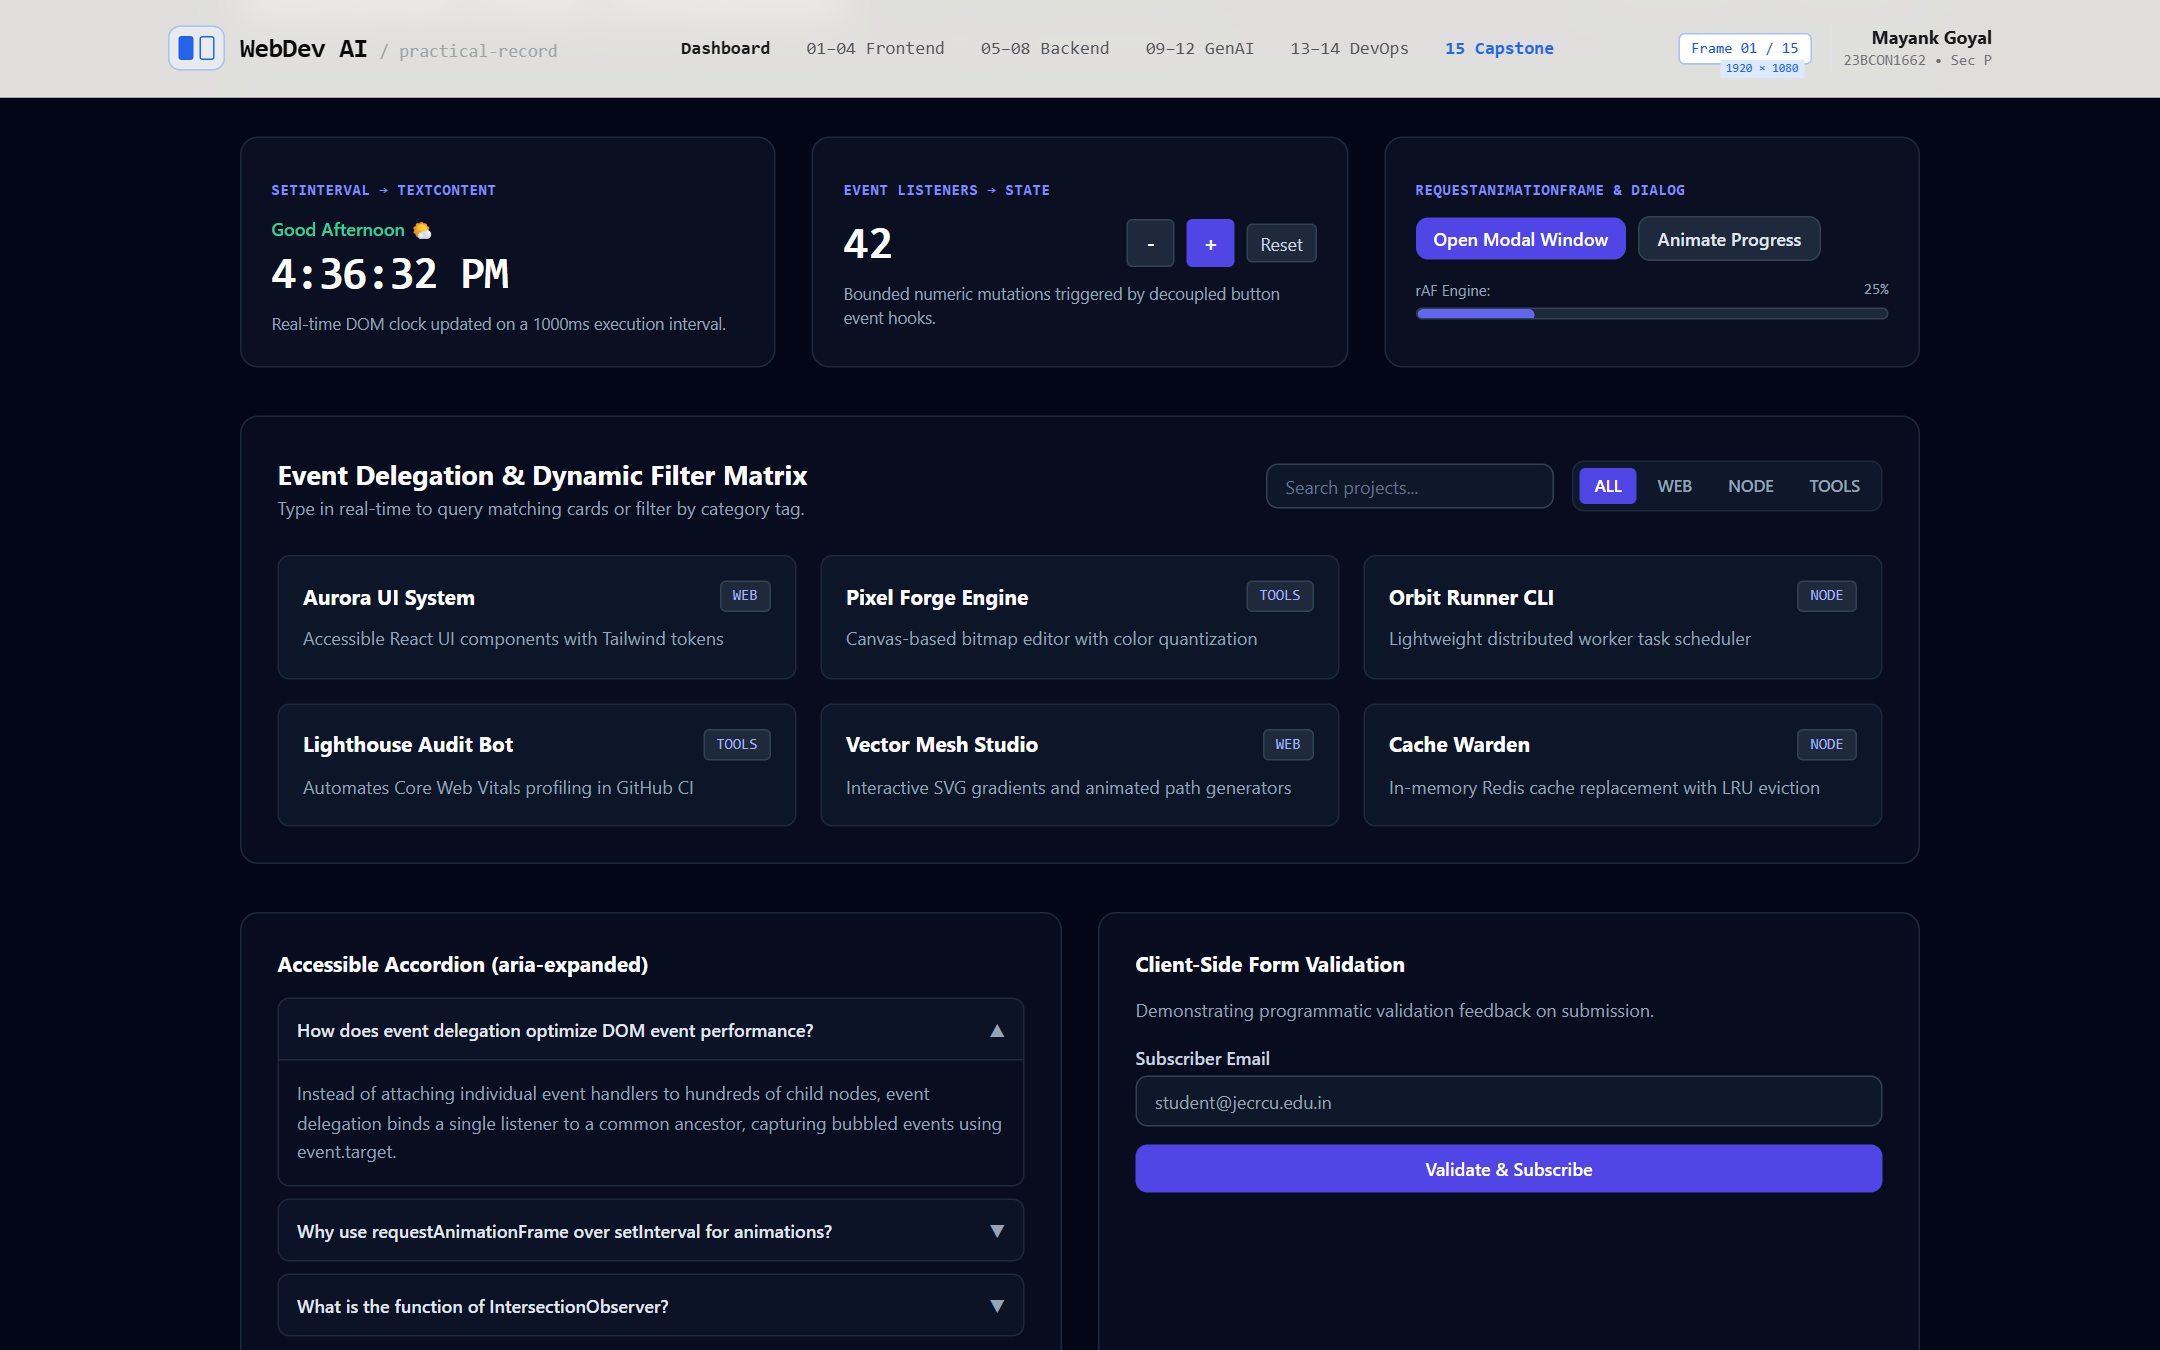 WebDev AI / practical-record
Dashboard
01–04 Frontend
05–08 Backend
09–12 GenAI
13–14 DevOps
15 Capstone
Frame 01 / 15
1920 × 1080
Mayank Goyal
23BCON1662 • Sec P
SETINTERVAL → TEXTCONTENT
Good Afternoon 🌤️
4:36:32 PM
Real-time DOM clock updated on a 1000ms execution interval.
EVENT LISTENERS → STATE
42
-
+
Reset
Bounded numeric mutations triggered by decoupled button
event hooks.
REQUESTANIMATIONFRAME & DIALOG
Open Modal Window
Animate Progress
rAF Engine:
25%
Event Delegation & Dynamic Filter Matrix
Type in real-time to query matching cards or filter by category tag.
Search projects...
ALL
WEB
NODE
TOOLS
Aurora UI System
WEB
Accessible React UI components with Tailwind tokens
Pixel Forge Engine
TOOLS
Canvas-based bitmap editor with color quantization
Orbit Runner CLI
NODE
Lightweight distributed worker task scheduler
Lighthouse Audit Bot
TOOLS
Automates Core Web Vitals profiling in GitHub CI
Vector Mesh Studio
WEB
Interactive SVG gradients and animated path generators
Cache Warden
NODE
In-memory Redis cache replacement with LRU eviction
Accessible Accordion (aria-expanded)
How does event delegation optimize DOM event performance?
▲
Instead of attaching individual event handlers to hundreds of child nodes, event
delegation binds a single listener to a common ancestor, capturing bubbled events using
event.target.
Why use requestAnimationFrame over setInterval for animations?
▼
What is the function of IntersectionObserver?
▼
Client-Side Form Validation
Demonstrating programmatic validation feedback on submission.
Subscriber Email
student@jecrcu.edu.in
Validate & Subscribe